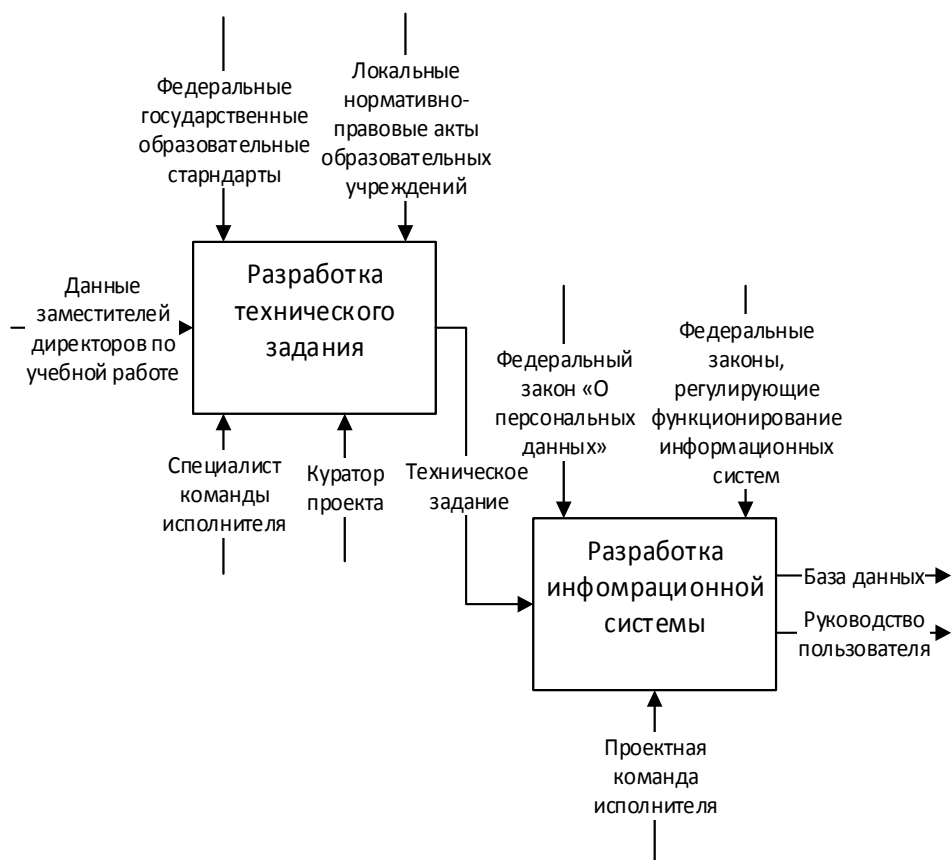 Федеральные
государственные
образовательные
старндарты
Локальные
нормативно-
правовые акты
образовательных
учреждений
Данные
заместителей
директоров по
учебной работе
Разработка
технического
задания
Специалист
команды
исполнителя
Куратор
проекта
Техническое
задание
Федеральный
закон «О
персональных
данных»
Федеральные
законы,
регулирующие
функционирование
информационных
систем
Разработка
инфомрационной
системы
База данных
Руководство
пользователя
Проектная
команда
исполнителя